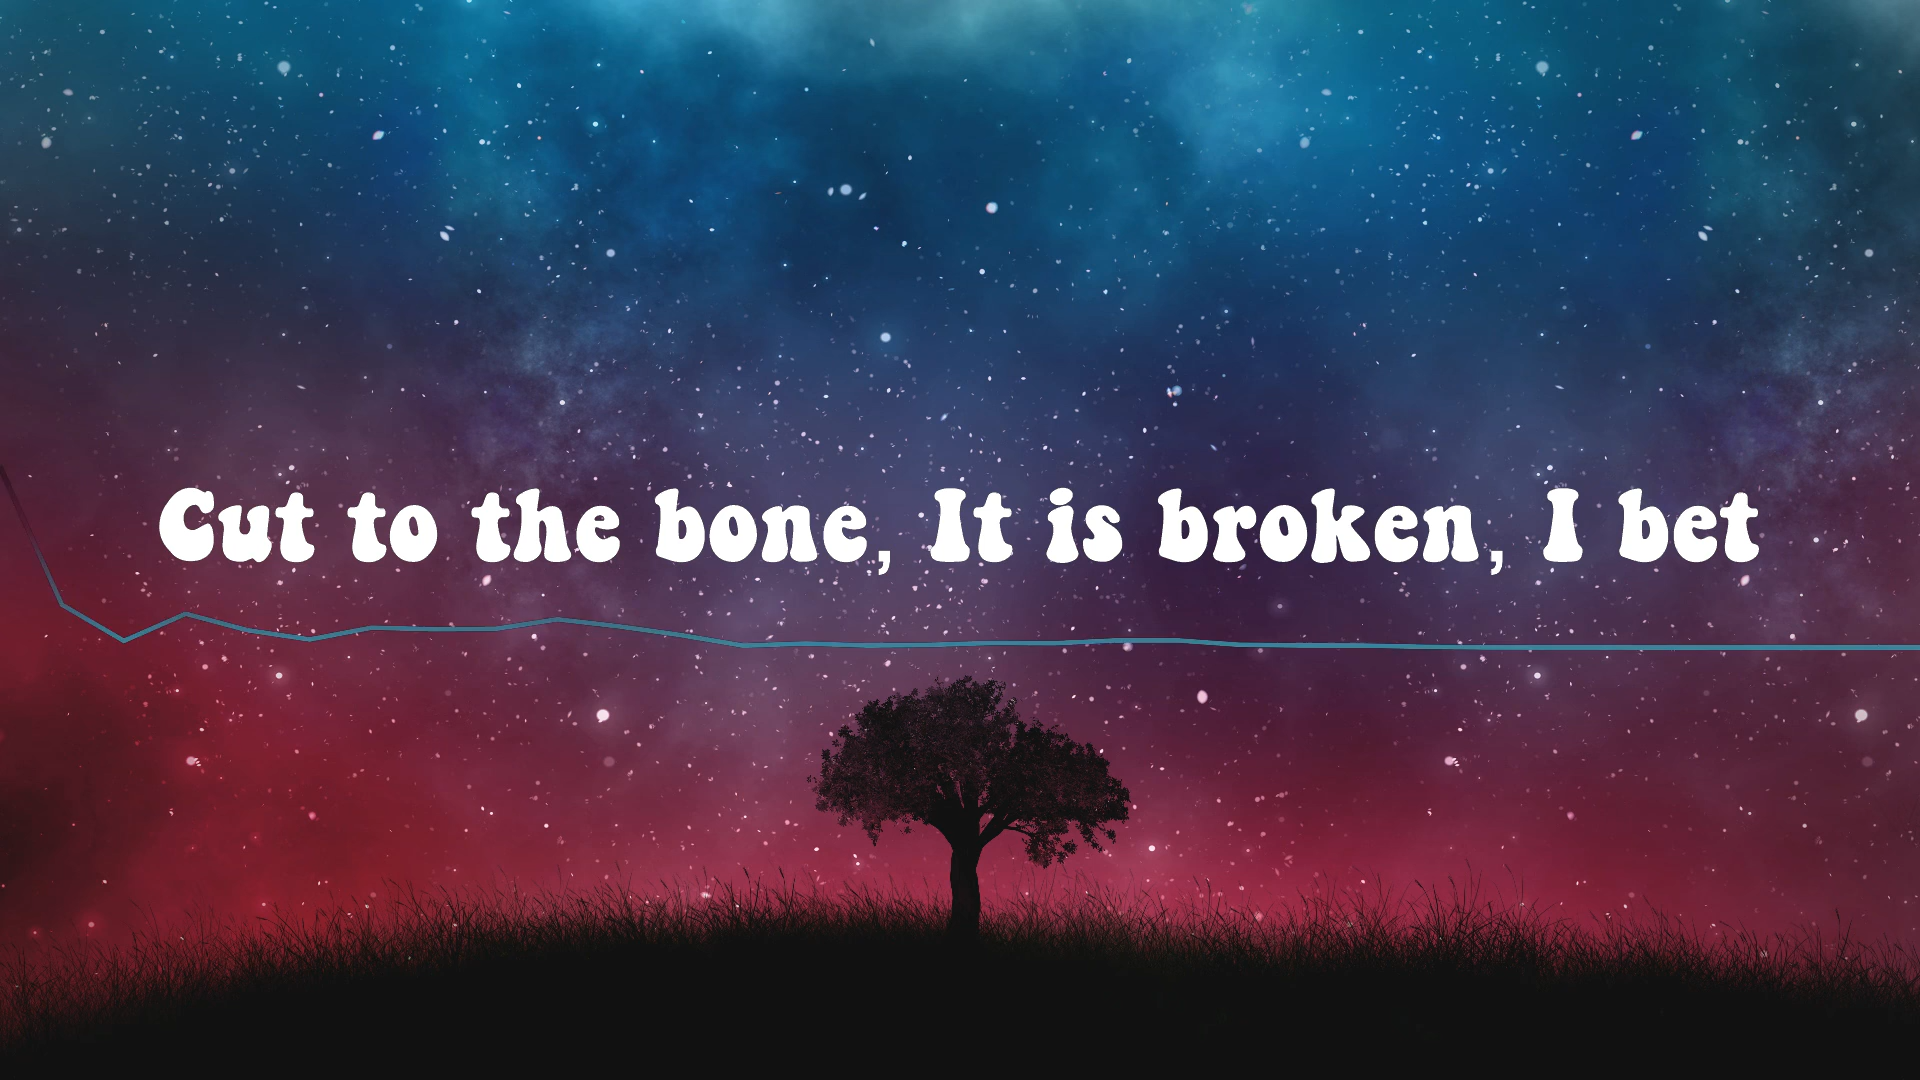 Cut to the bone, It is broken, I bet